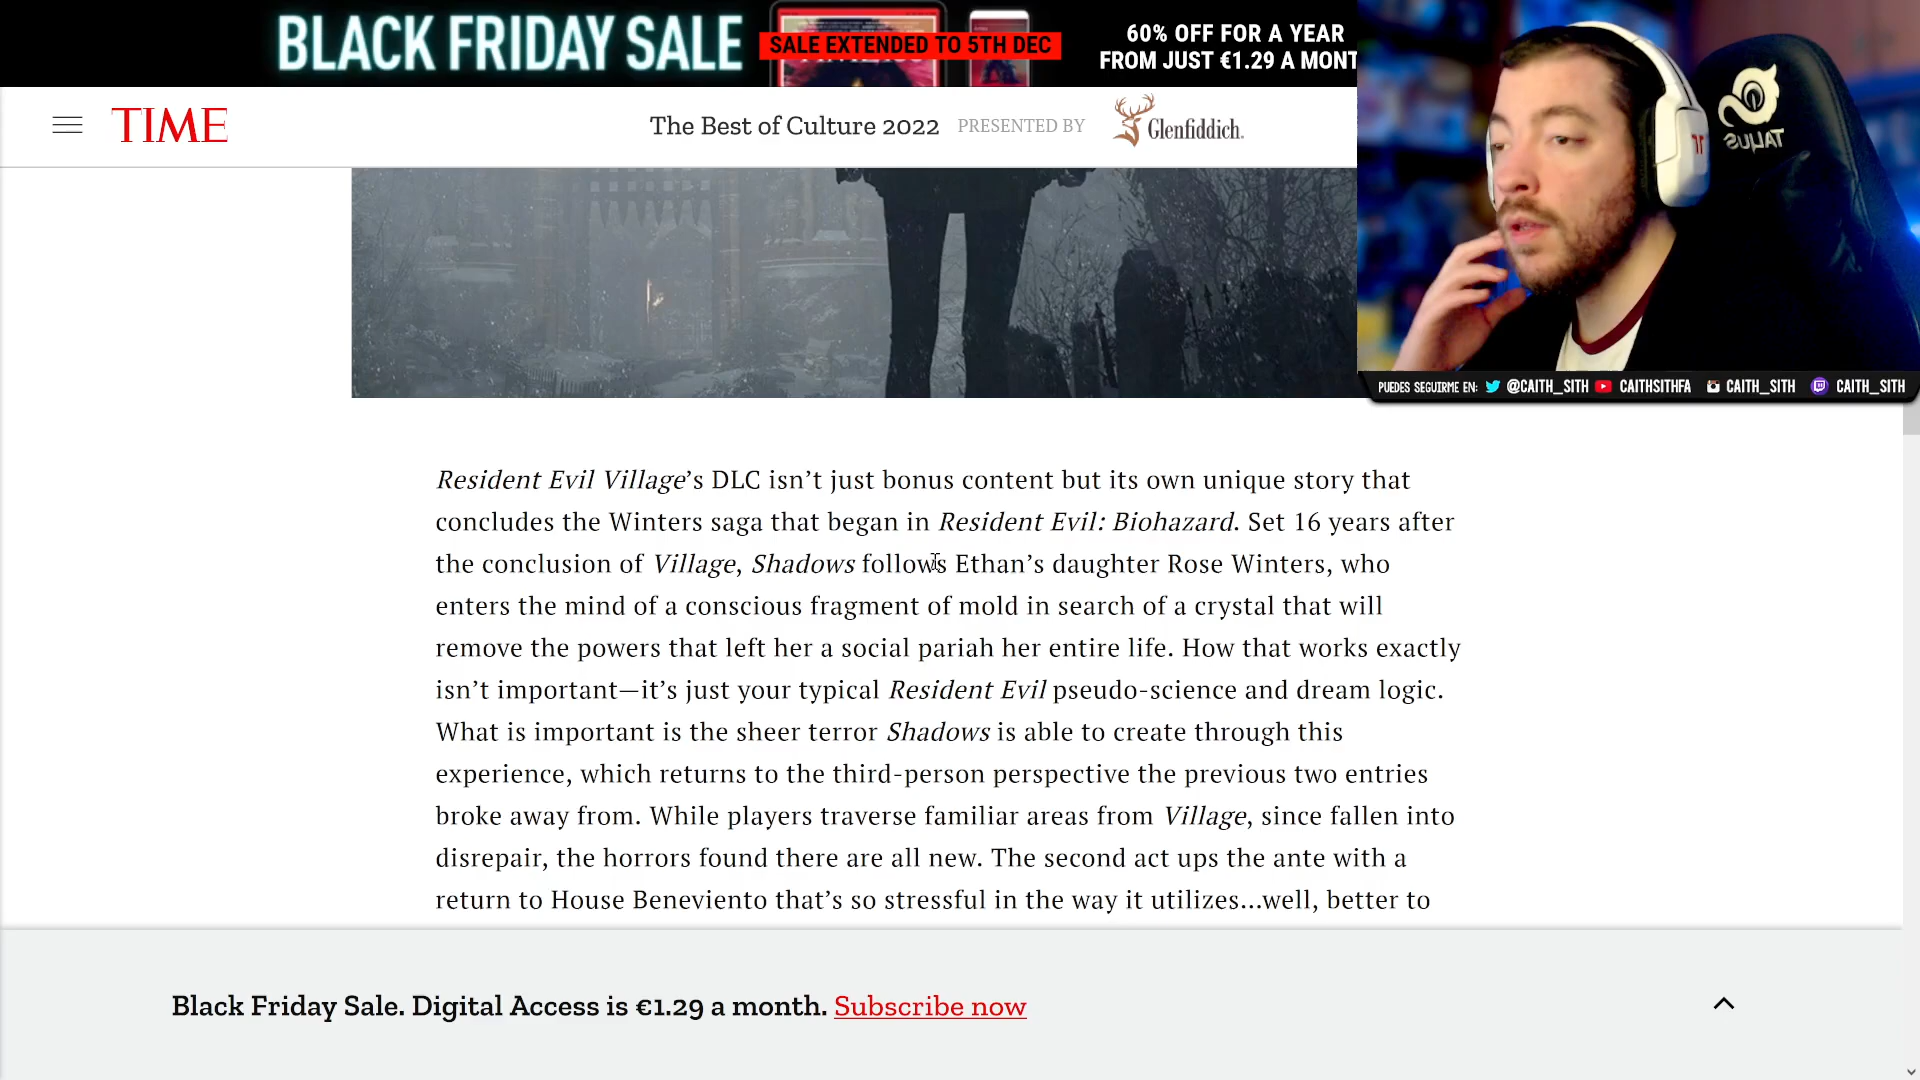 BLACK FRIDAY SALE
SALE EXTENDED TO 5TH DEC
60% OFF FOR A YEAR
FROM JUST €1.29 A MONT
TIME
The Best of Culture 2022 PRESENTED BY Glenfiddich.
TALIUS
PUEDES SEGUIRME EN: @CAITH_SITH CAITHSITHFA CAITH_SITH CAITH_SITH
Resident Evil Village’s DLC isn’t just bonus content but its own unique story that
concludes the Winters saga that began in Resident Evil: Biohazard. Set 16 years after
the conclusion of Village, Shadows follows Ethan’s daughter Rose Winters, who
enters the mind of a conscious fragment of mold in search of a crystal that will
remove the powers that left her a social pariah her entire life. How that works exactly
isn’t important—it’s just your typical Resident Evil pseudo-science and dream logic.
What is important is the sheer terror Shadows is able to create through this
experience, which returns to the third-person perspective the previous two entries
broke away from. While players traverse familiar areas from Village, since fallen into
disrepair, the horrors found there are all new. The second act ups the ante with a
return to House Beneviento that’s so stressful in the way it utilizes...well, better to
Black Friday Sale. Digital Access is €1.29 a month. Subscribe now